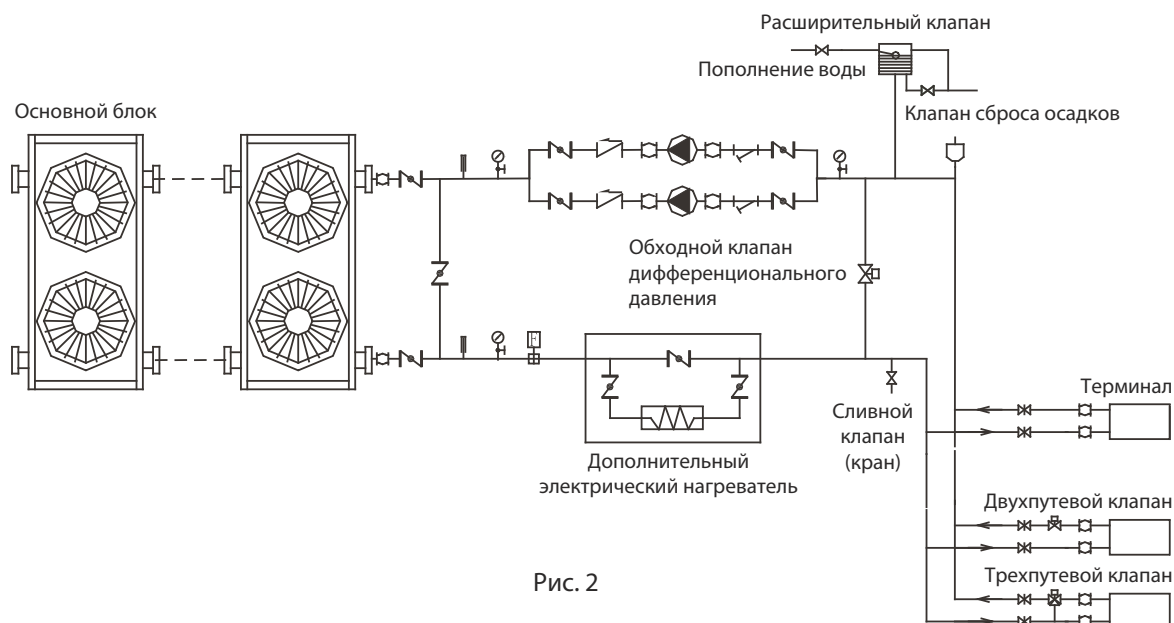 Расширительный клапан
Пополнение воды
Основной блок
Клапан сброса осадков
Обходной клапан
дифференционального
давления
F
Терминал
Сливной
клапан
(кран)
Дополнительный
электрический нагреватель
Двухпутевой клапан
Рис. 2
Трехпутевой клапан